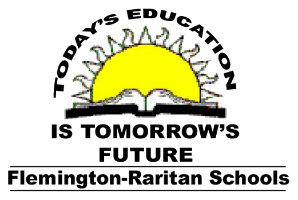 TODAY'S EDUCATION
IS TOMORROW'S
FUTURE
Flemington-Raritan Schools